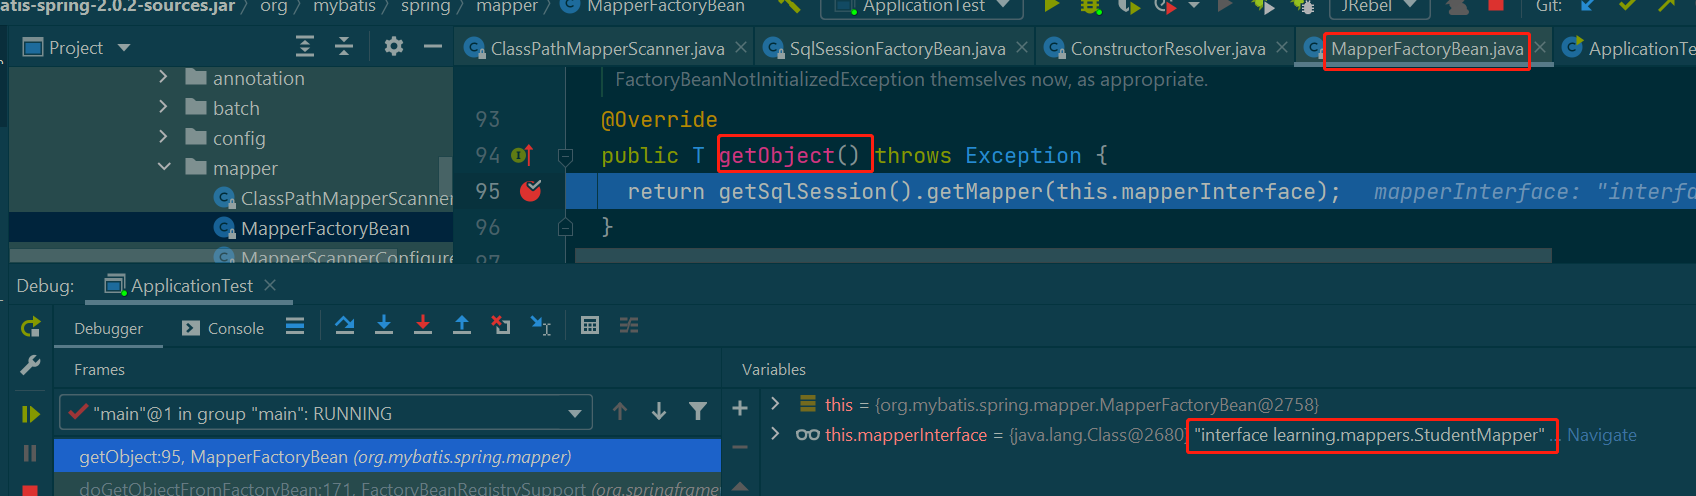 atis-spring-2.0.2-sources.jar › org › mybatis › spring › mapper › MapperFactoryBean ApplicationTest JRebel Git:
Project ClassPathMapperScanner.java SqlSessionFactoryBean.java ConstructorResolver.java MapperFactoryBean.java ApplicationTe
annotation
batch
config
mapper
ClassPathMapperScanner
MapperFactoryBean
MapperScannerConfigure
FactoryBeanNotInitializedException themselves now, as appropriate.
93 @Override
94 public T getObject() throws Exception {
95 return getSqlSession().getMapper(this.mapperInterface); mapperInterface: "interfa
96 }
97
Debug: ApplicationTest
Debugger Console
Frames
"main"@1 in group "main": RUNNING
getObject:95, MapperFactoryBean (org.mybatis.spring.mapper)
doGetObjectFromFactoryBean:171, FactoryBeanRegistrySupport (org.springframew
Variables
this = {org.mybatis.spring.mapper.MapperFactoryBean@2758}
this.mapperInterface = {java.lang.Class@2680} "interface learning.mappers.StudentMapper" ... Navigate